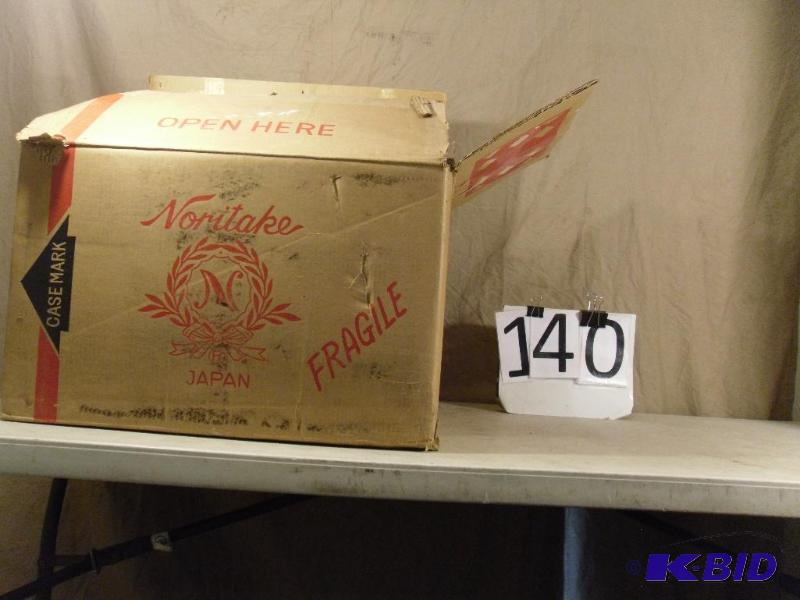 OPEN HERE
Noritake
N
CASE MARK
FRAGILE
JAPAN
140
© K-BID